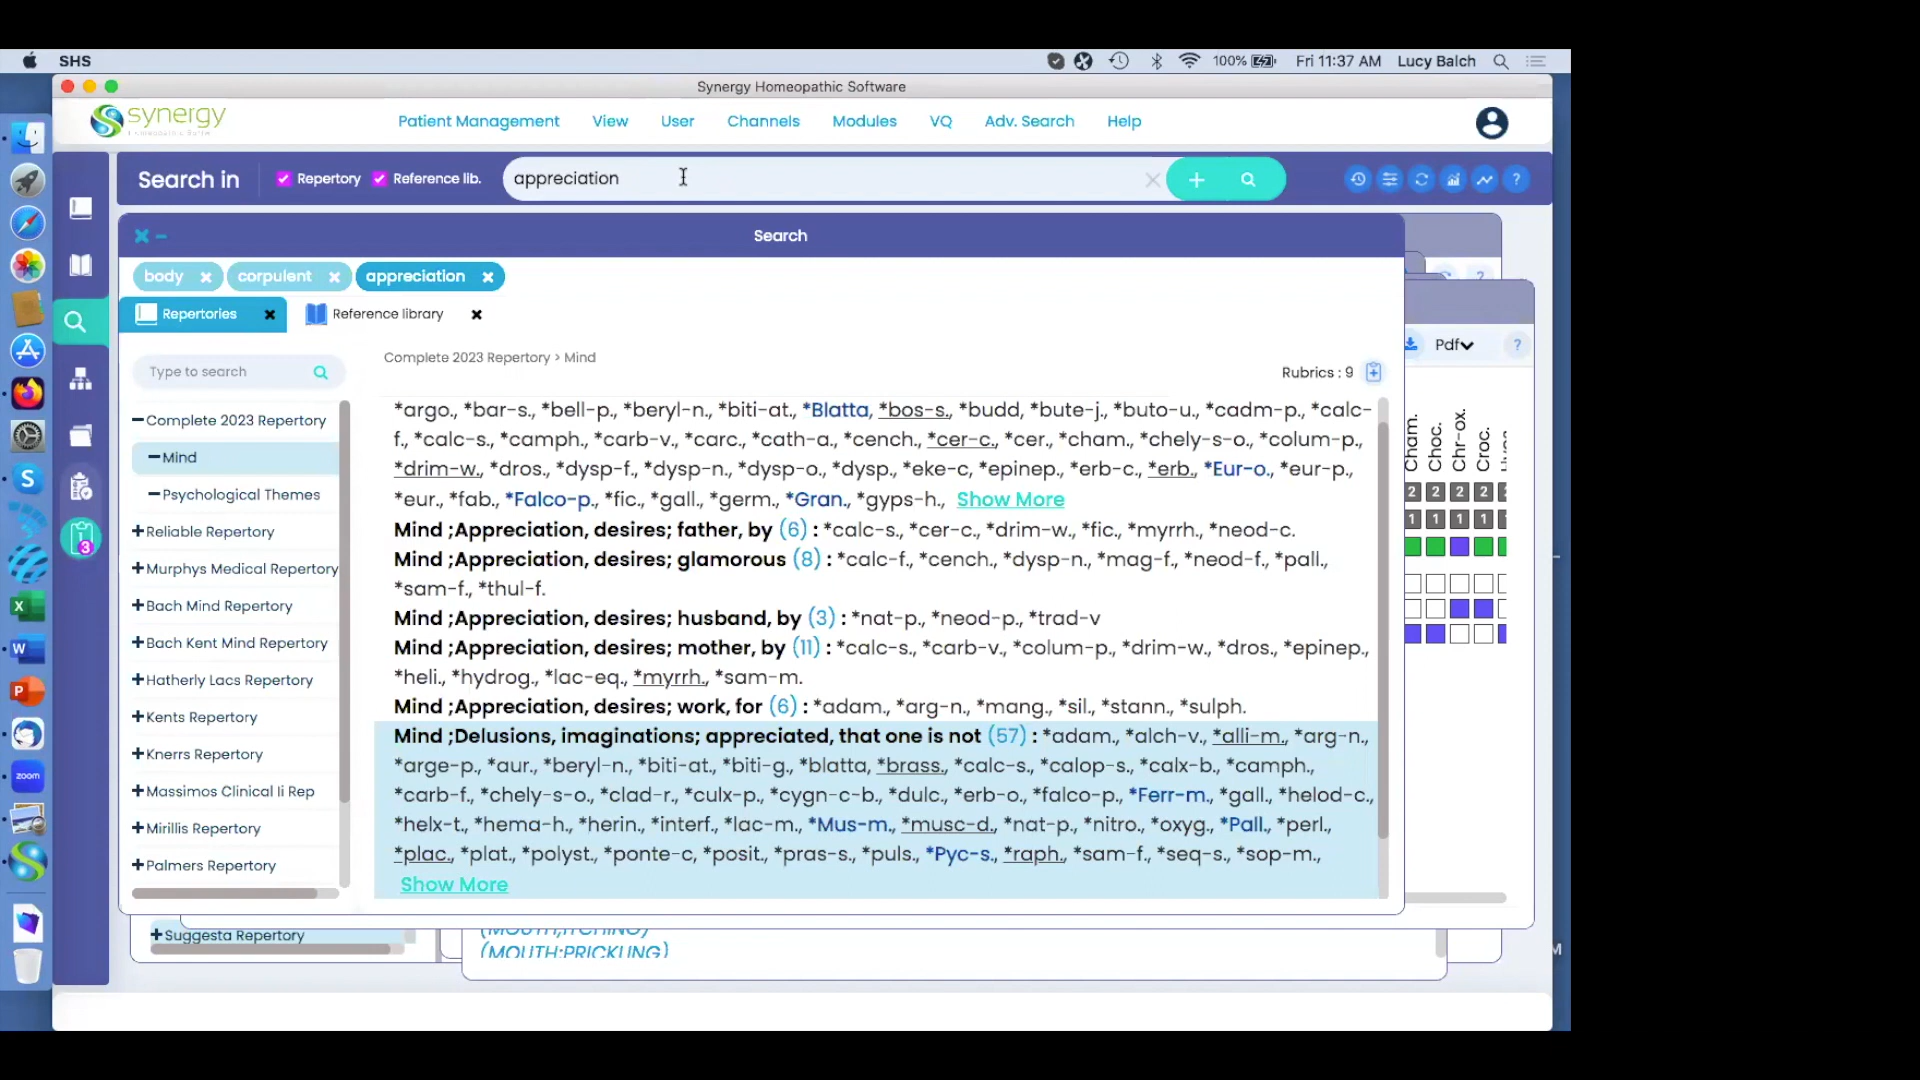 SHS
100%
Fri 11:37 AM
Lucy Balch
Synergy Homeopathic Software
synergy
Patient Management
View
User
Channels
Modules
VQ
Adv. Search
Help
Search in
Repertory
Reference lib.
appreciation
Search
body
corpulent
appreciation
Repertories
Reference library
Type to search
Complete 2023 Repertory
Mind
Psychological Themes
Reliable Repertory
Murphys Medical Repertory
Bach Mind Repertory
Bach Kent Mind Repertory
Hatherly Lacs Repertory
Kents Repertory
Knerrs Repertory
Massimos Clinical Ii Rep
Mirillis Repertory
Palmers Repertory
Suggesta Repertory
Complete 2023 Repertory > Mind
Rubrics : 9
*argo., *bar-s., *bell-p., *beryl-n., *biti-at., *Blatta, *bos-s., *budd, *bute-j., *buto-u., *cadm-p., *calc-
f., *calc-s., *camph., *carb-v., *carc., *cath-a., *cench., *cer-c., *cer., *cham., *chely-s-o., *colum-p.,
*drim-w., *dros., *dysp-f., *dysp-n., *dysp-o., *dysp., *eke-c, *epinep., *erb-c., *erb., *Eur-o., *eur-p.,
*eur., *fab., *Falco-p., *fic., *gall., *germ., *Gran., *gyps-h., Show More
Mind ;Appreciation, desires; father, by (6) : *calc-s., *cer-c., *drim-w., *fic., *myrrh., *neod-c.
Mind ;Appreciation, desires; glamorous (8) : *calc-f., *cench., *dysp-n., *mag-f., *neod-f., *pall.,
*sam-f., *thul-f.
Mind ;Appreciation, desires; husband, by (3) : *nat-p., *neod-p., *trad-v
Mind ;Appreciation, desires; mother, by (11) : *calc-s., *carb-v., *colum-p., *drim-w., *dros., *epinep.,
*heli., *hydrog., *lac-eq., *myrrh., *sam-m.
Mind ;Appreciation, desires; work, for (6) : *adam., *arg-n., *mang., *sil., *stann., *sulph.
Mind ;Delusions, imaginations; appreciated, that one is not (57) : *adam., *alch-v., *alli-m., *arg-n.,
*arge-p., *aur., *beryl-n., *biti-at., *biti-g., *blatta, *brass., *calc-s., *calop-s., *calx-b., *camph.,
*carb-f., *chely-s-o., *clad-r., *culx-p., *cygn-c-b., *dulc., *erb-o., *falco-p., *Ferr-m., *gall., *helod-c.,
*helx-t., *hema-h., *herin., *interf., *lac-m., *Mus-m., *musc-d., *nat-p., *nitro., *oxyg., *Pall., *perl.,
*plac., *plat., *polyst., *ponte-c, *posit., *pras-s., *puls., *Pyc-s., *raph., *sam-f., *seq-s., *sop-m.,
Show More
(MOUTH;PRICKLING)
Pdf
?
Cham.
Choc.
Chr-ox.
Croc.
2 2 2 2 2
1 1 1 1 1
3
zoom
M